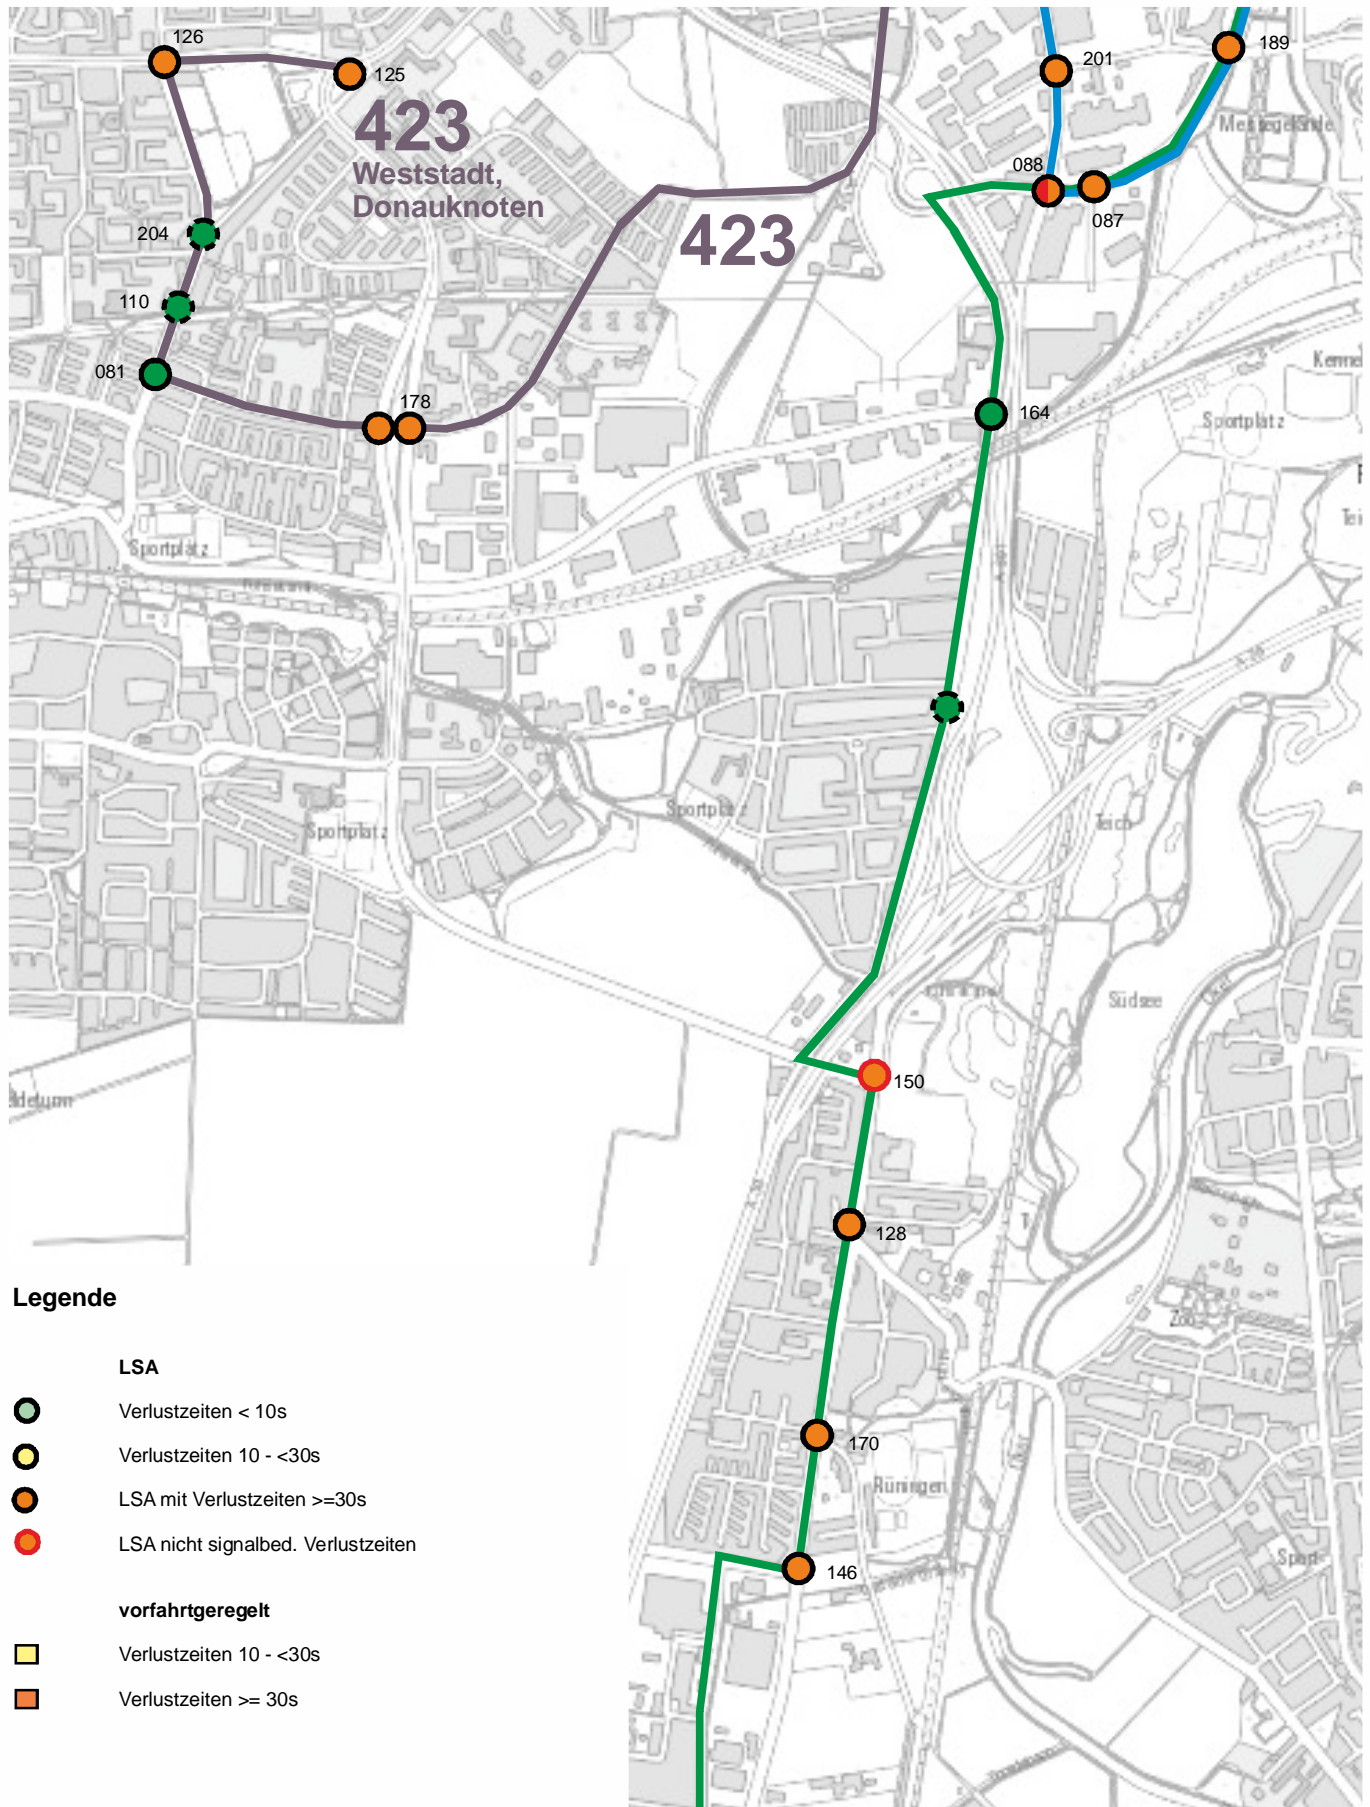 126
125
423
Weststadt,
Donauknoten
423
201
189
Messegelände
088
087
204
110
081
178
164
Sportplatz
Sportplatz
Sportplatz
Sportplatz
Teich
Südsee
150
128
Zoo
170
Rüningen
146
Legende
LSA
Verlustzeiten < 10s
Verlustzeiten 10 - <30s
LSA mit Verlustzeiten >=30s
LSA nicht signalbed. Verlustzeiten
vorfahrtgeregelt
Verlustzeiten 10 - <30s
Verlustzeiten >= 30s